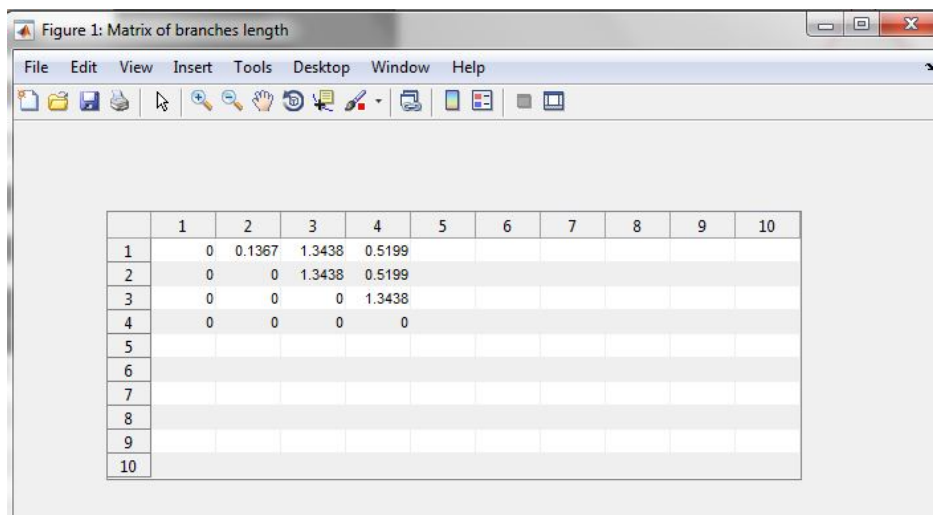 Figure 1: Matrix of branches length
File Edit View Insert Tools Desktop Window Help
1 2 3 4 5 6 7 8 9 10
1 0 0.1367 1.3438 0.5199
2 0 0 1.3438 0.5199
3 0 0 0 1.3438
4 0 0 0 0
5
6
7
8
9
10